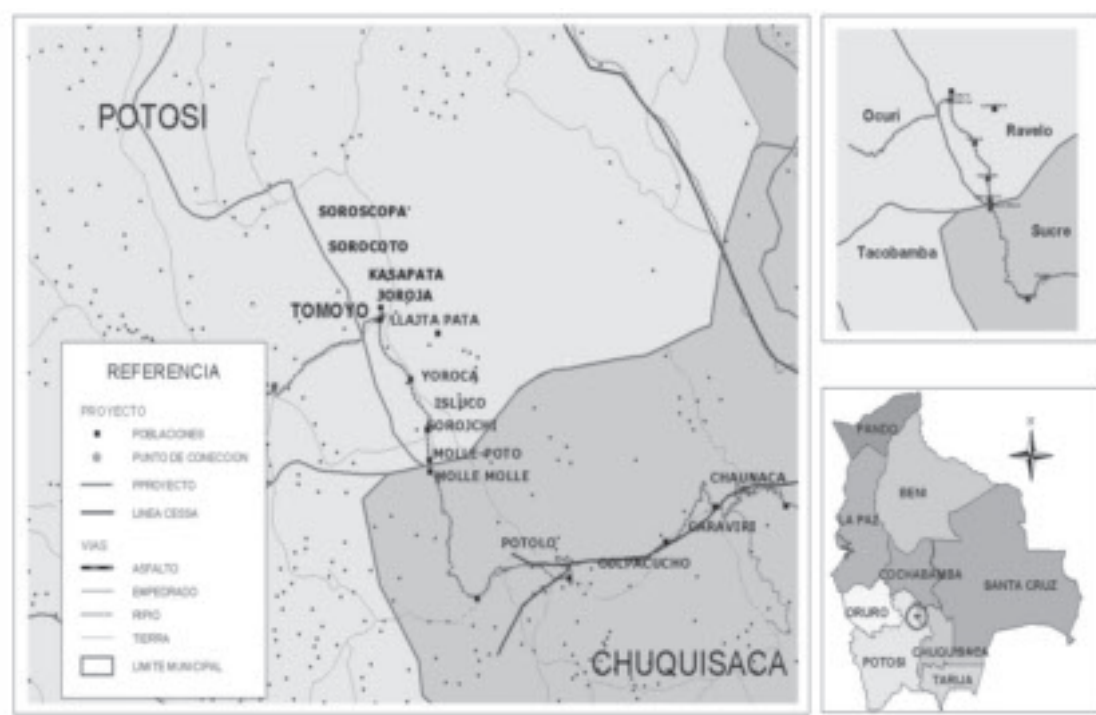 POTOSI
SOROSCOPA
SOROCOTO
KASAPATA
JOROJA
TOMOYO
LLAJTA PATA
YOROCA
ISLUCO
SOROJCHI
MOLLE-POTO
MOLLE MOLLE
CHAUNACA
CARAVIRI
POTOLO
COLPACUCHO
CHUQUISACA
REFERENCIA
PROYECTO
POBLACIONES
PUNTO DE CONECCION
PPROYECTO
LINEA CESSA
VIAS
ASFALTO
EMPEDRADO
RIPIO
TIERRA
LIMITE MUNICIPAL
Ocuri
Ravelo
Sucre
Tacobamba
PANDO
BENI
LA PAZ
COCHABAMBA
SANTA CRUZ
ORURO
CHUQUISACA
POTOSI
TARIJA